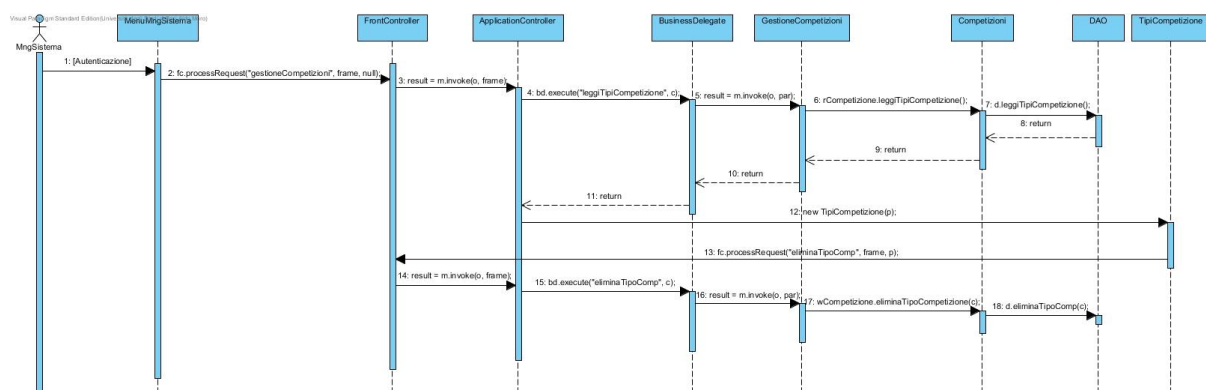 Visual Paradigm Standard Edition(Univers
MenuMngSistema
FrontController
ApplicationController
BusinessDelegate
GestioneCompetizioni
Competizioni
DAO
TipiCompetizione
MngSistema
1: [Autenticazione]
2: fc.processRequest("gestioneCompetizioni", frame, null);
3: result = m.invoke(o, frame);
4: bd.execute("leggiTipiCompetizione", c);
5: result = m.invoke(o, par);
6: rCompetizione.leggiTipiCompetizione();
7: d.leggiTipiCompetizione();
8: return
9: return
10: return
11: return
12: new TipiCompetizione(p);
13: fc.processRequest("eliminaTipoComp", frame, p);
14: result = m.invoke(o, frame);
15: bd.execute("eliminaTipoComp", c);
16: result = m.invoke(o, par);
17: wCompetizione.eliminaTipoCompetizione(c);
18: d.eliminaTipoComp(c);